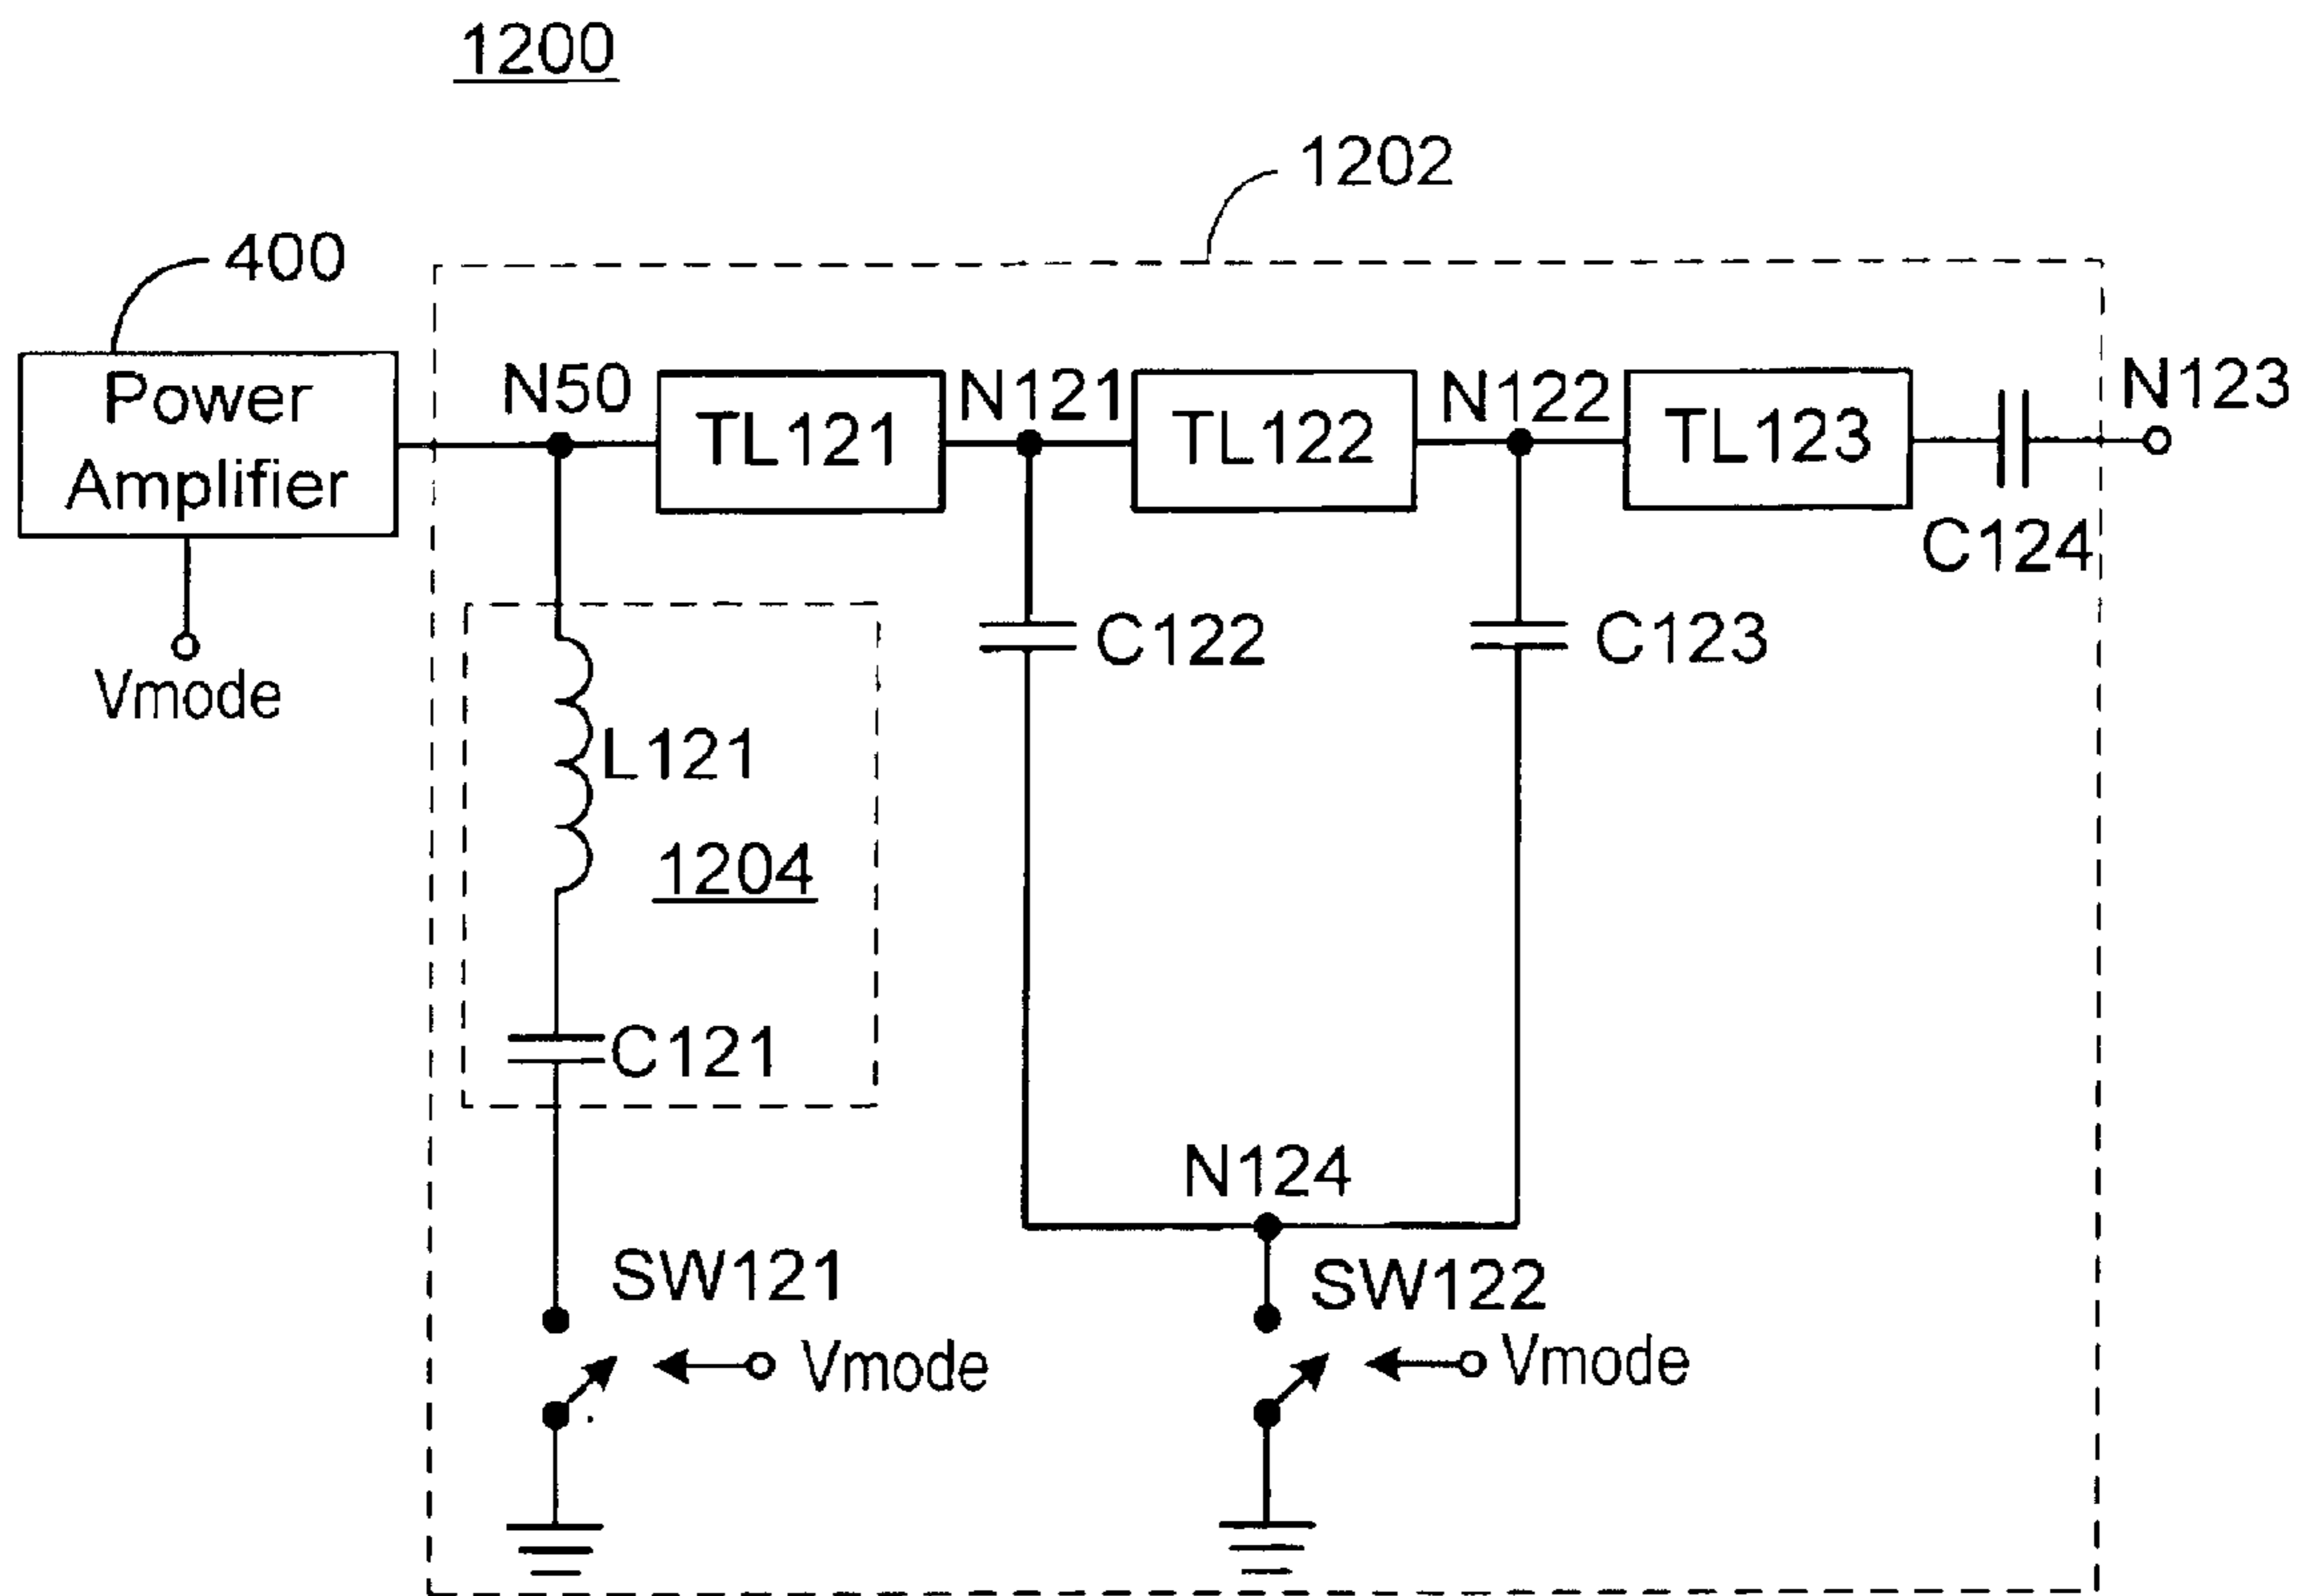 1200
1202
400
Power
Amplifier
Vmode
N50
TL121
N121
TL122
N122
TL123
N123
C124
C122
C123
L121
1204
C121
N124
SW121
Vmode
SW122
Vmode